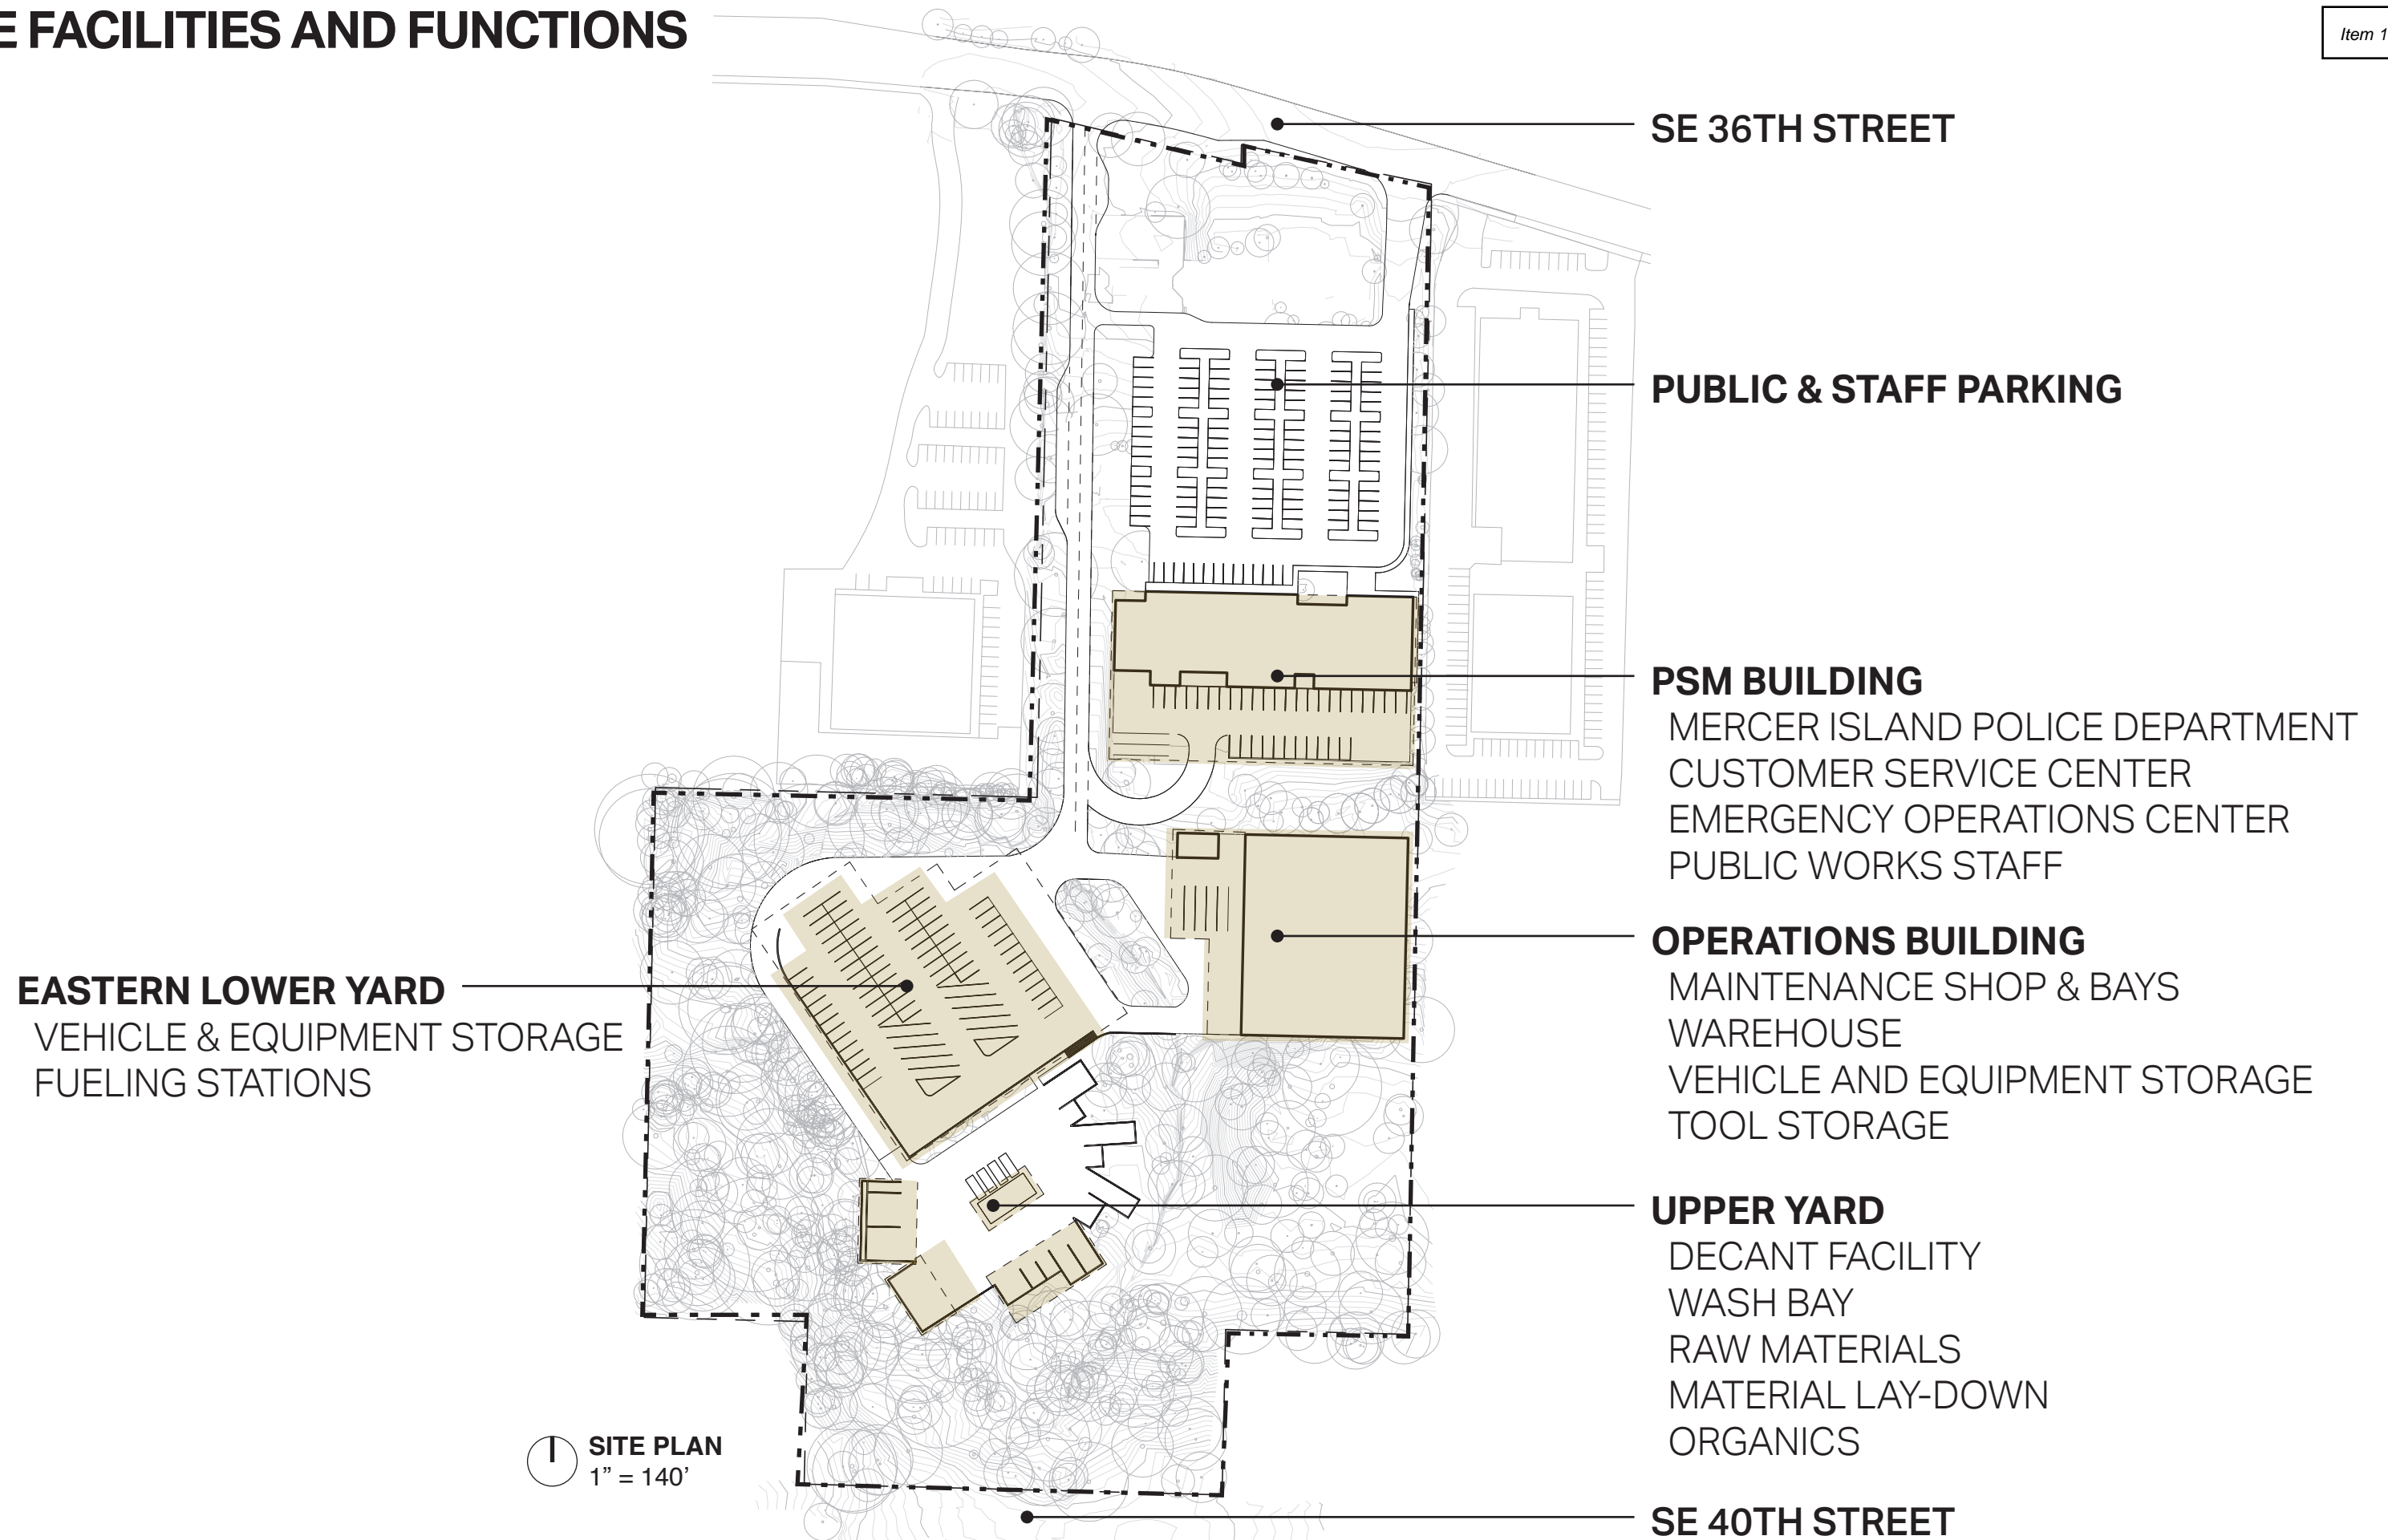 E FACILITIES AND FUNCTIONS
Item 1
SE 36TH STREET
PUBLIC & STAFF PARKING
PSM BUILDING
MERCER ISLAND POLICE DEPARTMENT
CUSTOMER SERVICE CENTER
EMERGENCY OPERATIONS CENTER
PUBLIC WORKS STAFF
OPERATIONS BUILDING
MAINTENANCE SHOP & BAYS
WAREHOUSE
VEHICLE AND EQUIPMENT STORAGE
TOOL STORAGE
EASTERN LOWER YARD
VEHICLE & EQUIPMENT STORAGE
FUELING STATIONS
UPPER YARD
DECANT FACILITY
WASH BAY
RAW MATERIALS
MATERIAL LAY-DOWN
ORGANICS
SITE PLAN
1” = 140’
SE 40TH STREET